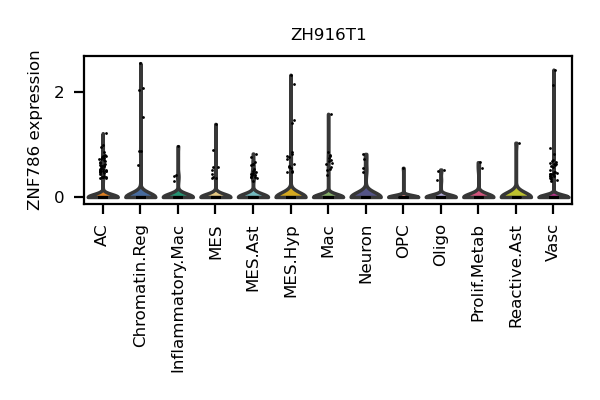 ZH916T1
ZNF786 expression
2
0
AC
Chromatin.Reg
Inflammatory.Mac
MES
MES.Ast
MES.Hyp
Mac
Neuron
OPC
Oligo
Prolif.Metab
Reactive.Ast
Vasc